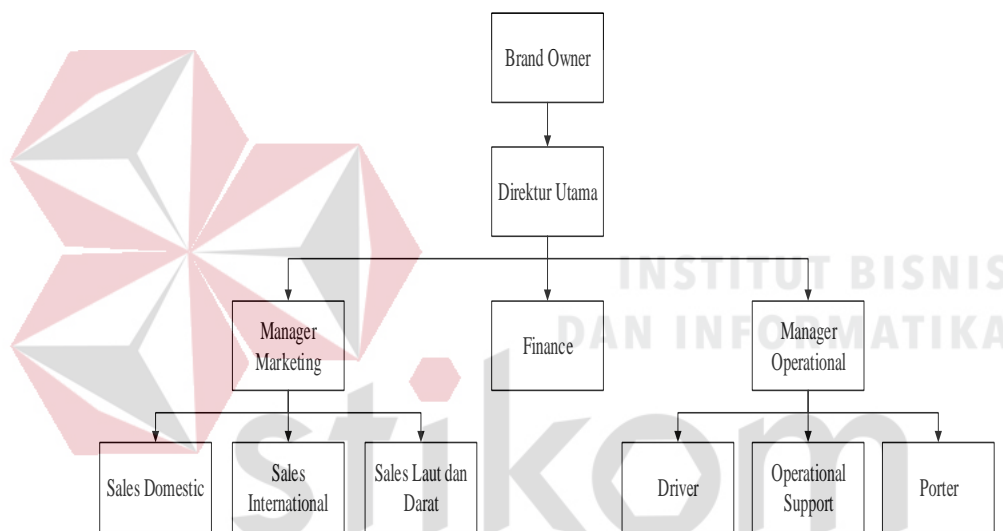 Brand Owner
Direktur Utama
INSTITUT BISNIS
DAN INFORMATIKA
Manager
Marketing
Finance
Manager
Operational
stikom
Sales Domestic
Sales
International
Sales Laut dan
Darat
Driver
Operational
Support
Porter